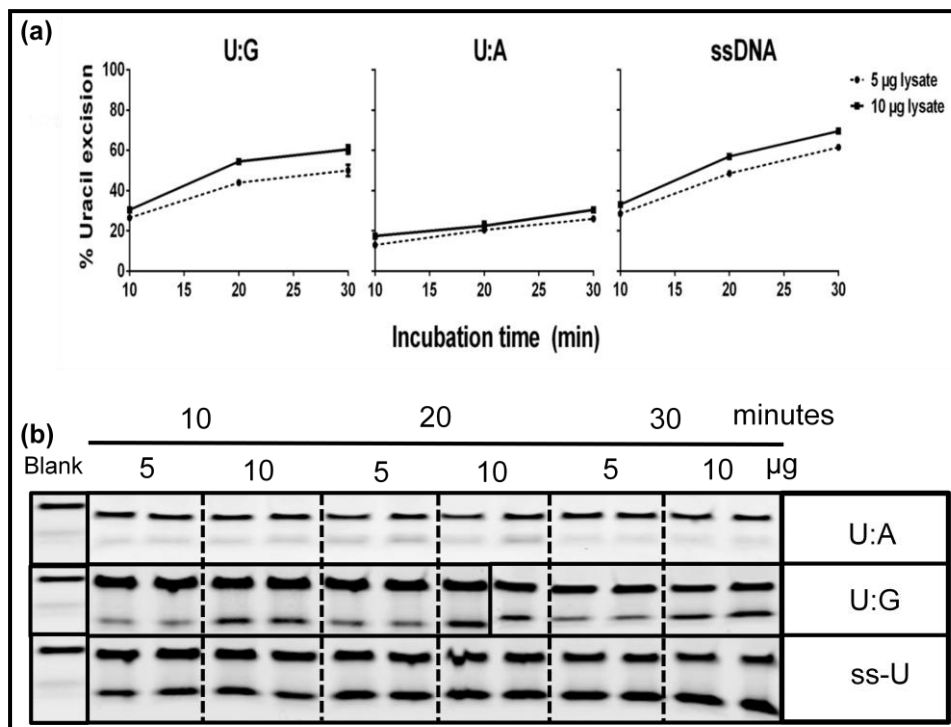 (a)
U:G U:A ssDNA
5 µg lysate
10 µg lysate
% Uracil excision
100
80
60
40
20
0
10 15 20 25 30 10 15 20 25 30 10 15 20 25 30
Incubation time (min)
(b)
10 20 30 minutes
Blank 5 10 5 10 5 10 µg
U:A
U:G
ss-U